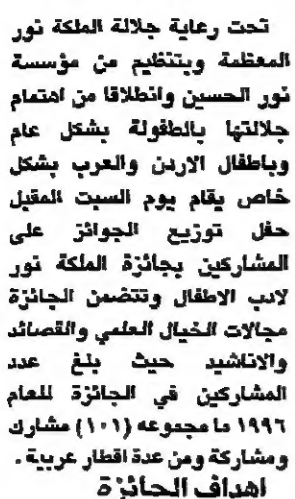 تحت رعاية جلالة الملكة نور
المعظمة وبتنظيم من مؤسسة
نور الحسين وانطلاقا من اهتمام
جلالتها بالطفولة بشكل عام
وباطفال الاردن والعرب بشكل
خاص يقام يوم السبت المقبل
حفل توزيع الجوائز على
المشاركين بجائزة الملكة نور
لادب الاطفال وتتضمن الجائزة
مجالات الخيال العلمي والقصائد
والاناشيد حيث بلغ عدد
المشاركين في الجائزة للعام
١٩٩٦ ما مجموعه (١٠١) مشارك
ومشاركة ومن عدة اقطار عربية .
اهداف الجائزة